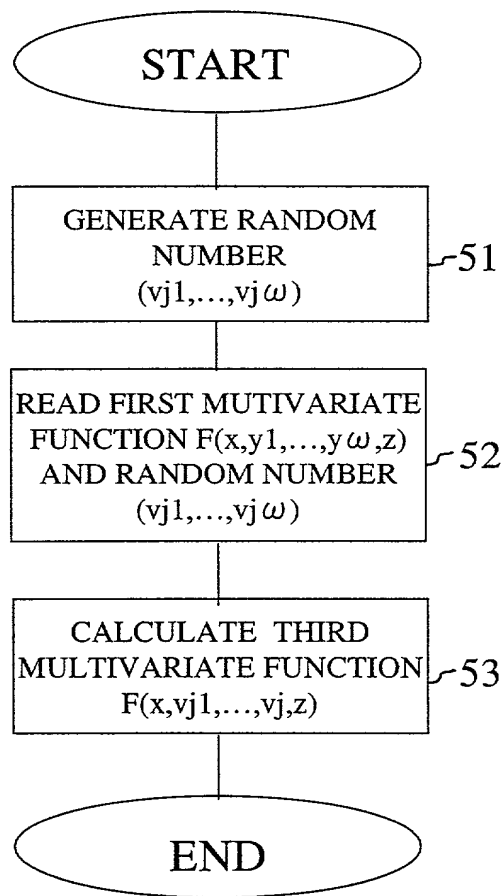 START
GENERATE RANDOM
NUMBER
(vj1,...,vjω)
51
READ FIRST MUTIVARIATE
FUNCTION F(x,y1,...,yω,z)
AND RANDOM NUMBER
(vj1,...,vjω)
52
CALCULATE THIRD
MULTIVARIATE FUNCTION
F(x,vj1,...,vj,z)
53
END